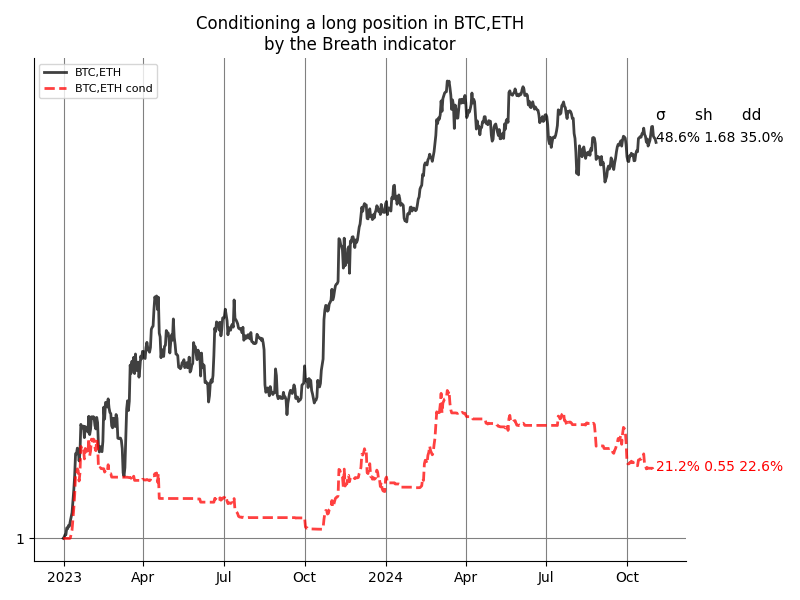 Conditioning a long position in BTC,ETH
by the Breath indicator
BTC,ETH
BTC,ETH cond
σ sh dd
48.6% 1.68 35.0%
21.2% 0.55 22.6%
1
2023 Apr Jul Oct 2024 Apr Jul Oct